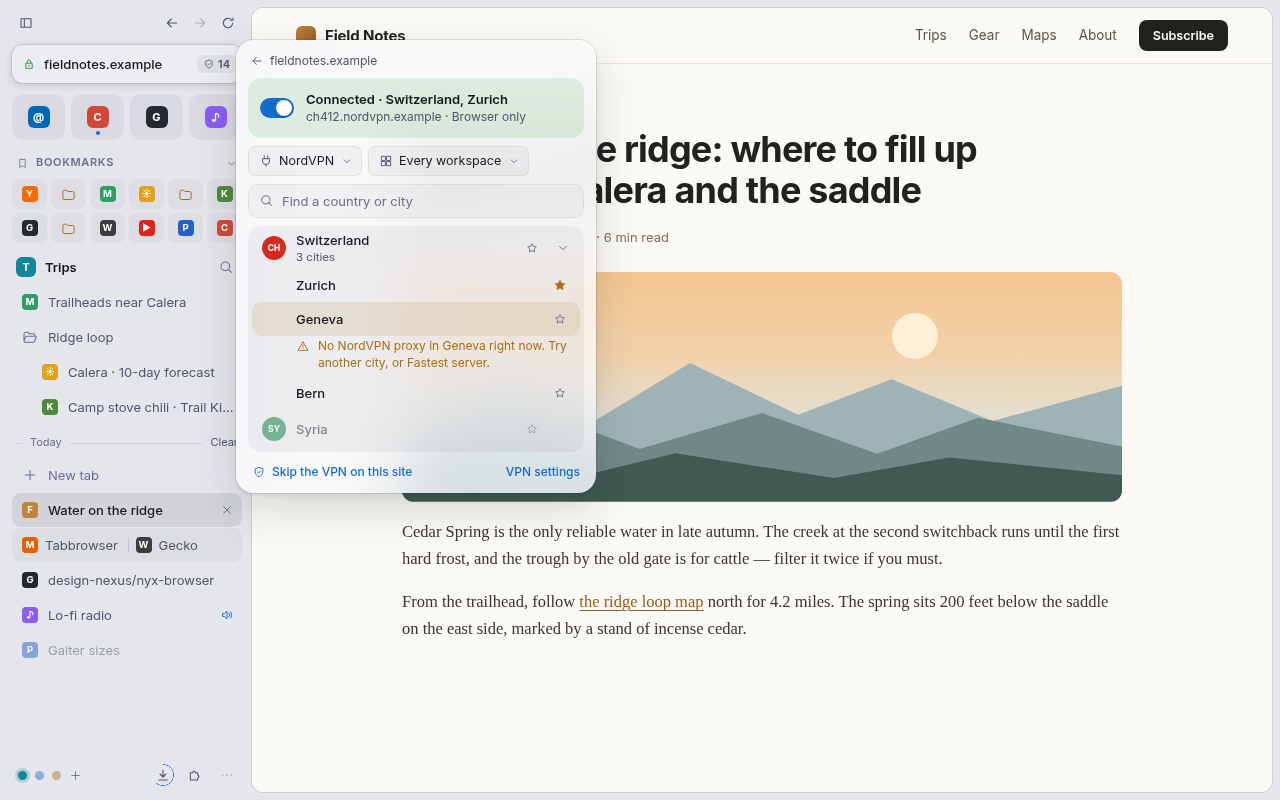 fieldnotes.example
14
@
C
G
BOOKMARKS
Y
M
K
G
W
P
C
T
Trips
M
Trailheads near Calera
Ridge loop
Calera · 10-day forecast
K
Camp stove chili · Trail Ki...
Today
Clear
New tab
F
Water on the ridge
M
Tabbrowser
W
Gecko
G
design-nexus/nyx-browser
Lo-fi radio
P
Gaiter sizes
fieldnotes.example
Connected · Switzerland, Zurich
ch412.nordvpn.example · Browser only
NordVPN
Every workspace
Find a country or city
CH
Switzerland
3 cities
Zurich
Geneva
No NordVPN proxy in Geneva right now. Try
another city, or Fastest server.
Bern
SY
Syria
Skip the VPN on this site
VPN settings
Field Notes
Trips
Gear
Maps
About
Subscribe
e ridge: where to fill up
alera and the saddle
· 6 min read
Cedar Spring is the only reliable water in late autumn. The creek at the second switchback runs until the first
hard frost, and the trough by the old gate is for cattle — filter it twice if you must.
From the trailhead, follow the ridge loop map north for 4.2 miles. The spring sits 200 feet below the saddle
on the east side, marked by a stand of incense cedar.